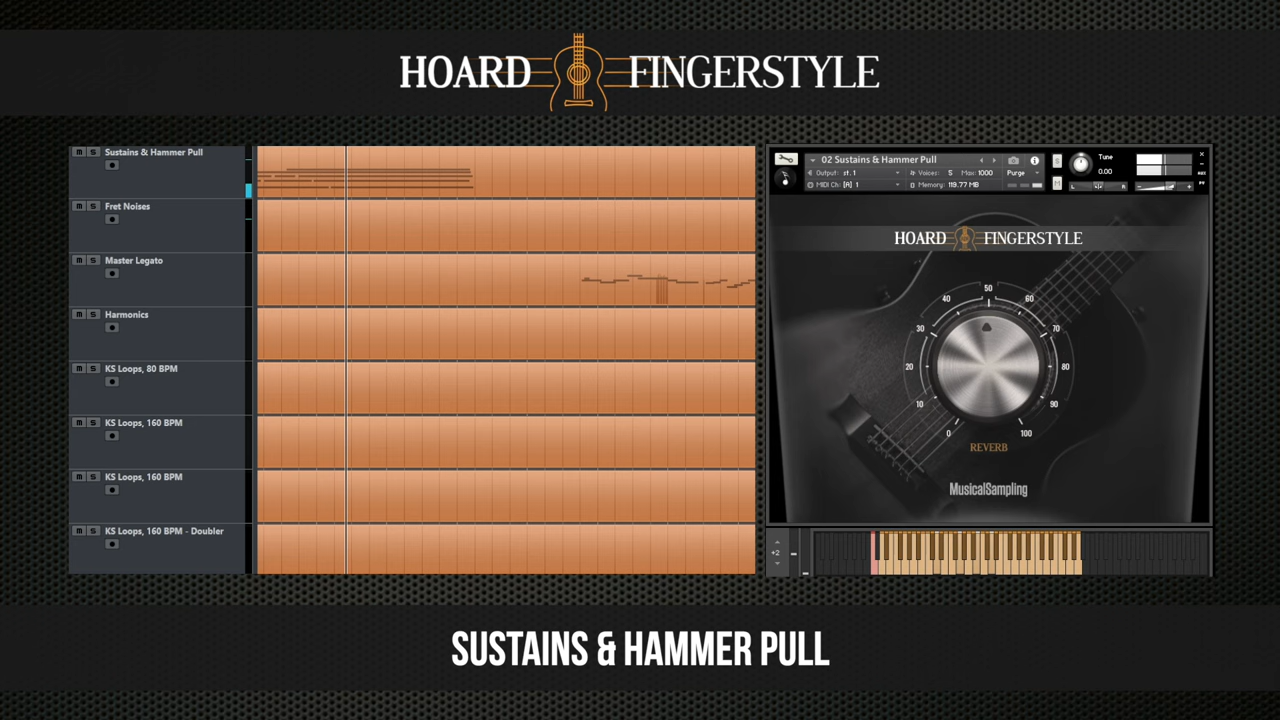 HOARD FINGERSTYLE
m S Sustains & Hammer Pull
m S Fret Noises
m S Master Legato
m S Harmonics
m S KS Loops, 80 BPM
m S KS Loops, 160 BPM
m S KS Loops, 160 BPM
m S KS Loops, 160 BPM - Doubler
02 Sustains & Hammer Pull
Output: st. 1 Voices: 5 Max: 1000 Purge
MIDI Ch: [A] 1 Memory: 119.77 MB
S
M
Tune
0.00
L R
AUX
PV
HOARD FINGERSTYLE
50
40 60
30 70
20 80
10 90
0 100
REVERB
MusicalSampling
+2
SUSTAINS & HAMMER PULL